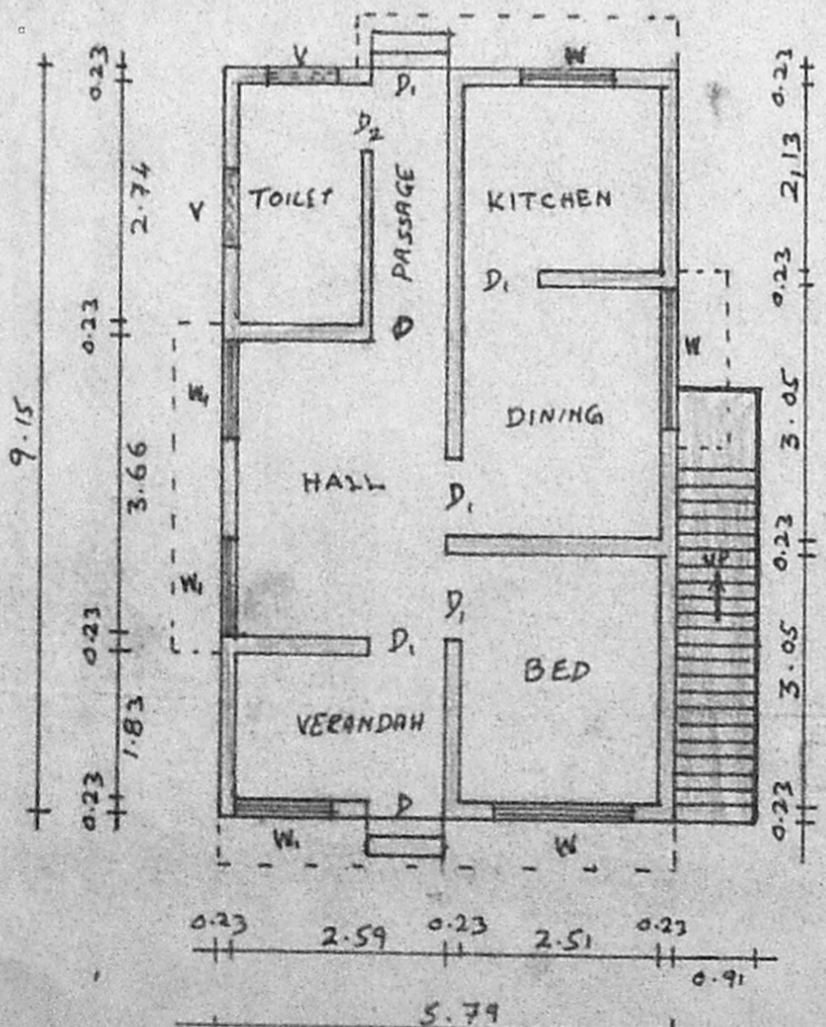 V
W
D₁
D₂
TOILET
PASSAGE
KITCHEN
V
D₁
D
W₁
W
DINING
HALL
D₁
W₁
UP
D₁
D₁
BED
VERANDAH
D
W₁
W
0.23
2.74
0.23
3.66
0.23
1.83
0.23
9.15
0.23
2,13
0.23
3.05
0.23
3.05
0.23
0.23
2.59
0.23
2.51
0.23
0.91
5.79